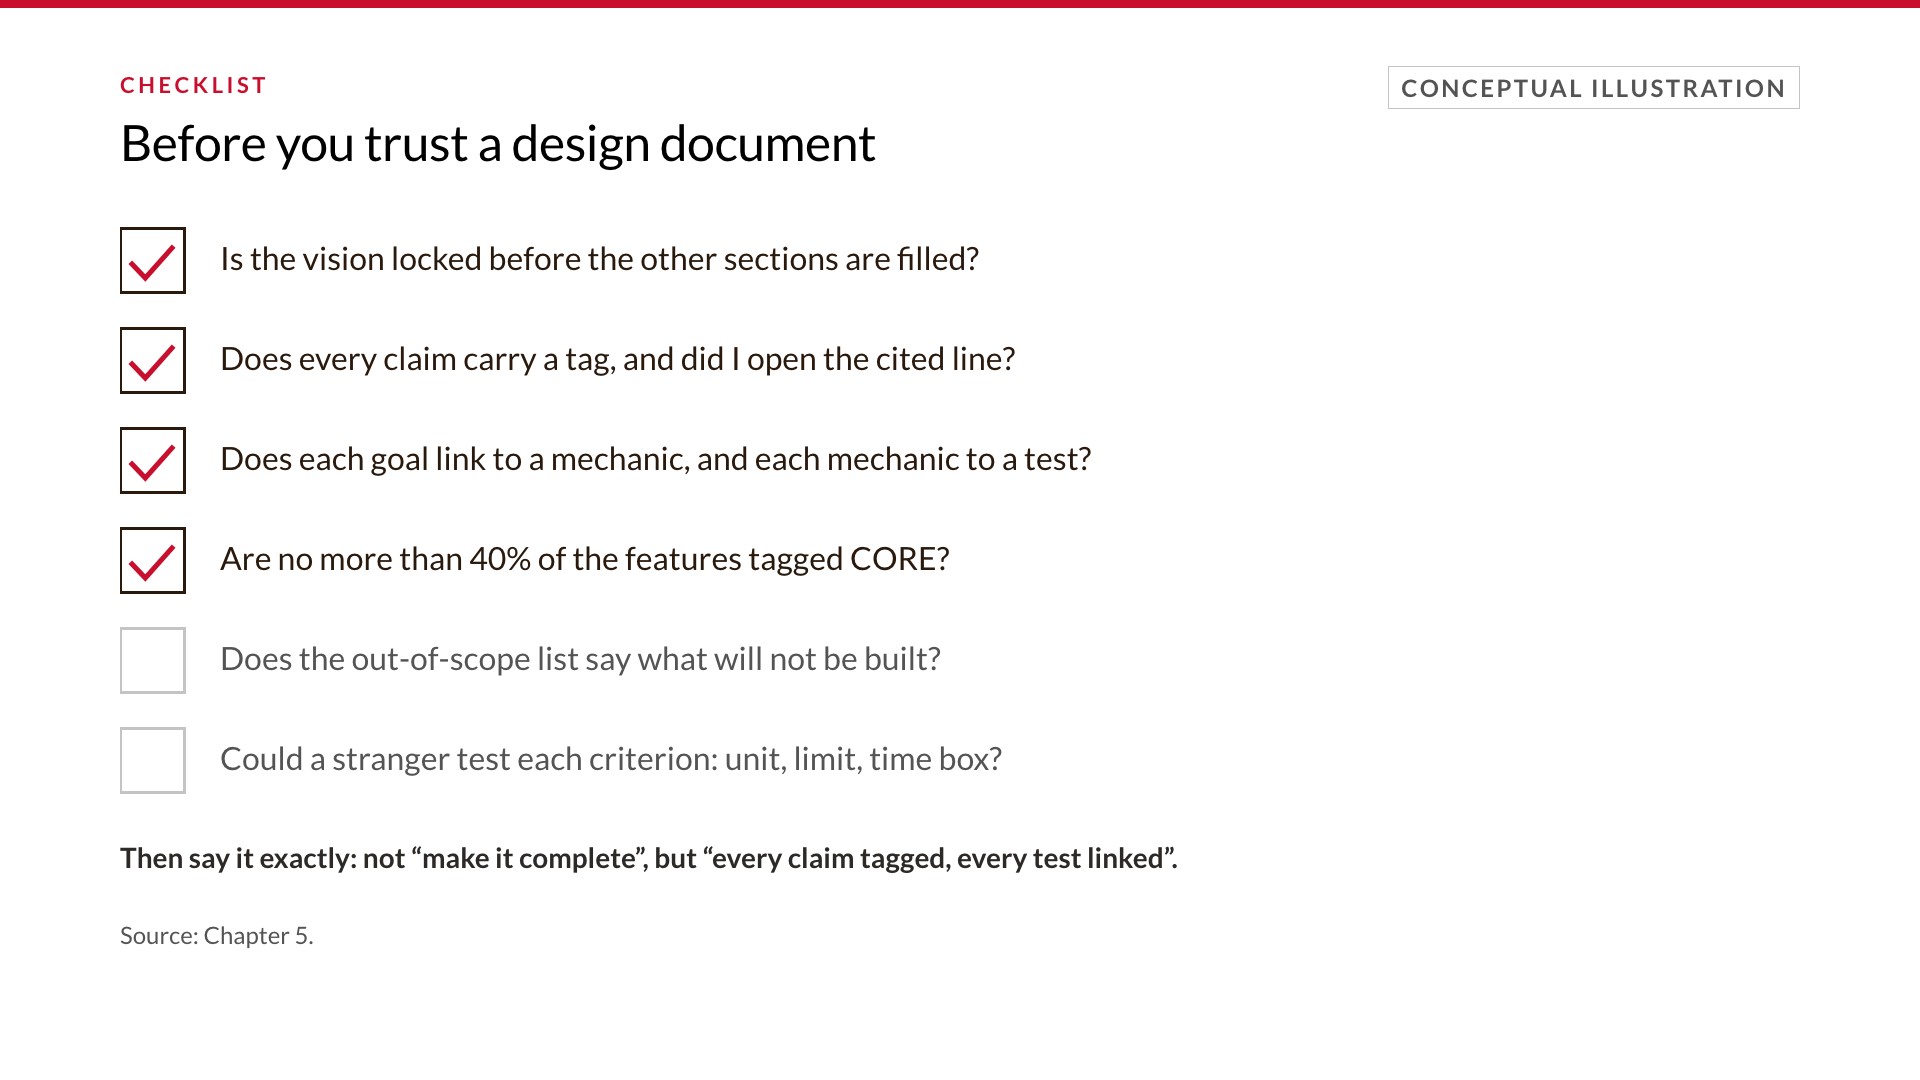 CHECKLIST
CONCEPTUAL ILLUSTRATION
Before you trust a design document
Is the vision locked before the other sections are filled?
Does every claim carry a tag, and did I open the cited line?
Does each goal link to a mechanic, and each mechanic to a test?
Are no more than 40% of the features tagged CORE?
Does the out-of-scope list say what will not be built?
Could a stranger test each criterion: unit, limit, time box?
Then say it exactly: not “make it complete”, but “every claim tagged, every test linked”.
Source: Chapter 5.